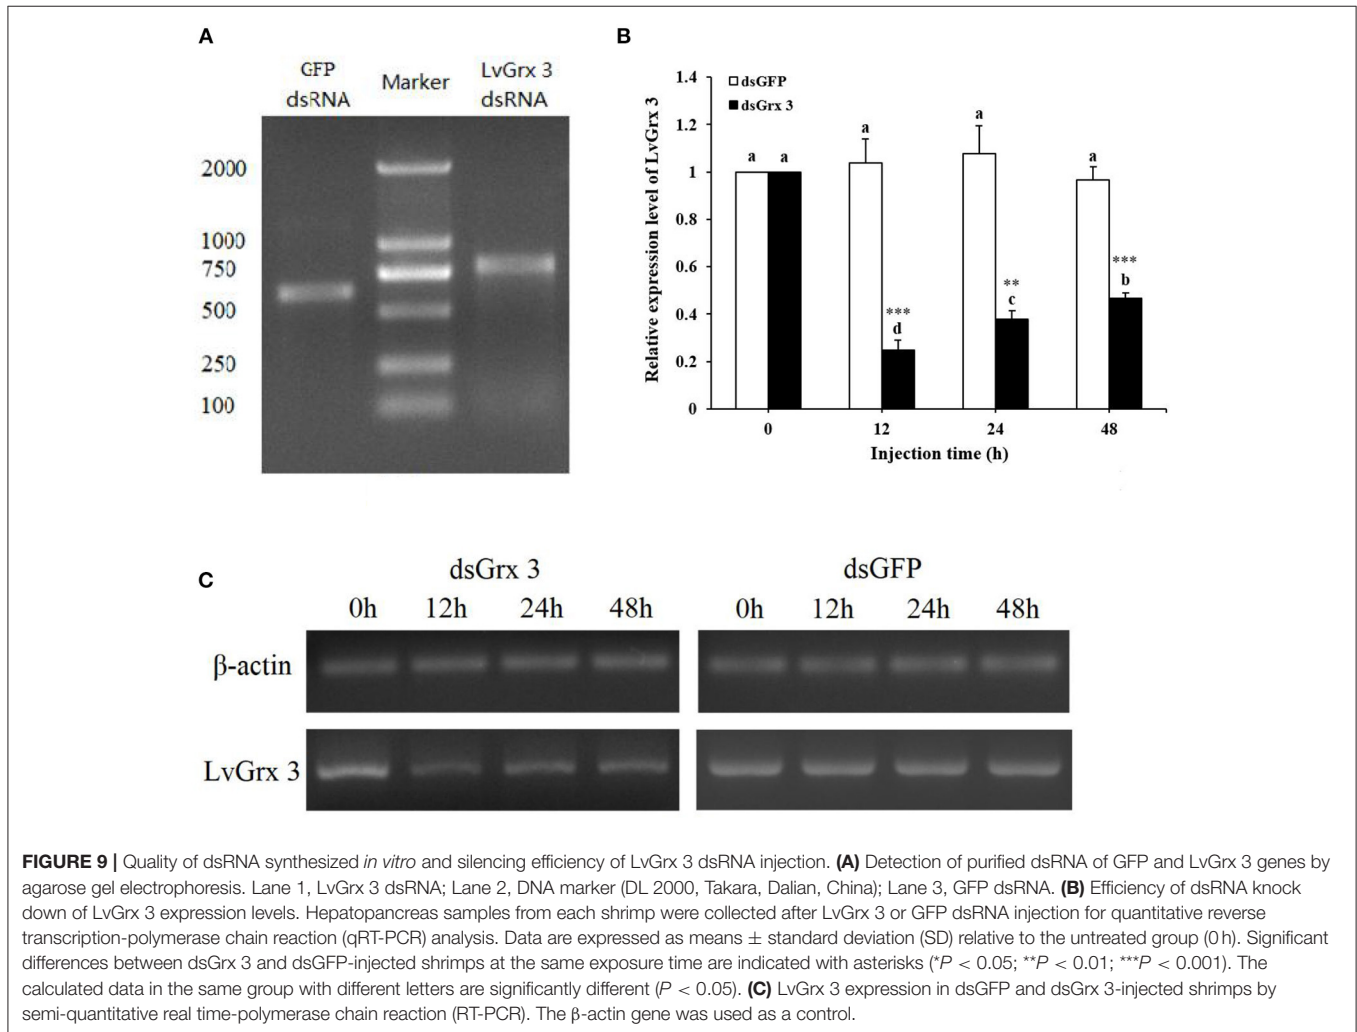 A
GFP
dsRNA
Marker
LvGrx 3
dsRNA
2000
1000
750
500
250
100
B
Relative expression level of LvGrx 3
1.4
1.2
1
0.8
0.6
0.4
0.2
0
dsGFP
dsGrx 3
a a
a
*** d
a
** c
a
*** b
0 12 24 48
Injection time (h)
C
dsGrx 3 dsGFP
0h 12h 24h 48h 0h 12h 24h 48h
β-actin
LvGrx 3
FIGURE 9 | Quality of dsRNA synthesized in vitro and silencing efficiency of LvGrx 3 dsRNA injection. (A) Detection of purified dsRNA of GFP and LvGrx 3 genes by
agarose gel electrophoresis. Lane 1, LvGrx 3 dsRNA; Lane 2, DNA marker (DL 2000, Takara, Dalian, China); Lane 3, GFP dsRNA. (B) Efficiency of dsRNA knock
down of LvGrx 3 expression levels. Hepatopancreas samples from each shrimp were collected after LvGrx 3 or GFP dsRNA injection for quantitative reverse
transcription-polymerase chain reaction (qRT-PCR) analysis. Data are expressed as means ± standard deviation (SD) relative to the untreated group (0 h). Significant
differences between dsGrx 3 and dsGFP-injected shrimps at the same exposure time are indicated with asterisks (*P < 0.05; **P < 0.01; ***P < 0.001). The
calculated data in the same group with different letters are significantly different (P < 0.05). (C) LvGrx 3 expression in dsGFP and dsGrx 3-injected shrimps by
semi-quantitative real time-polymerase chain reaction (RT-PCR). The β-actin gene was used as a control.